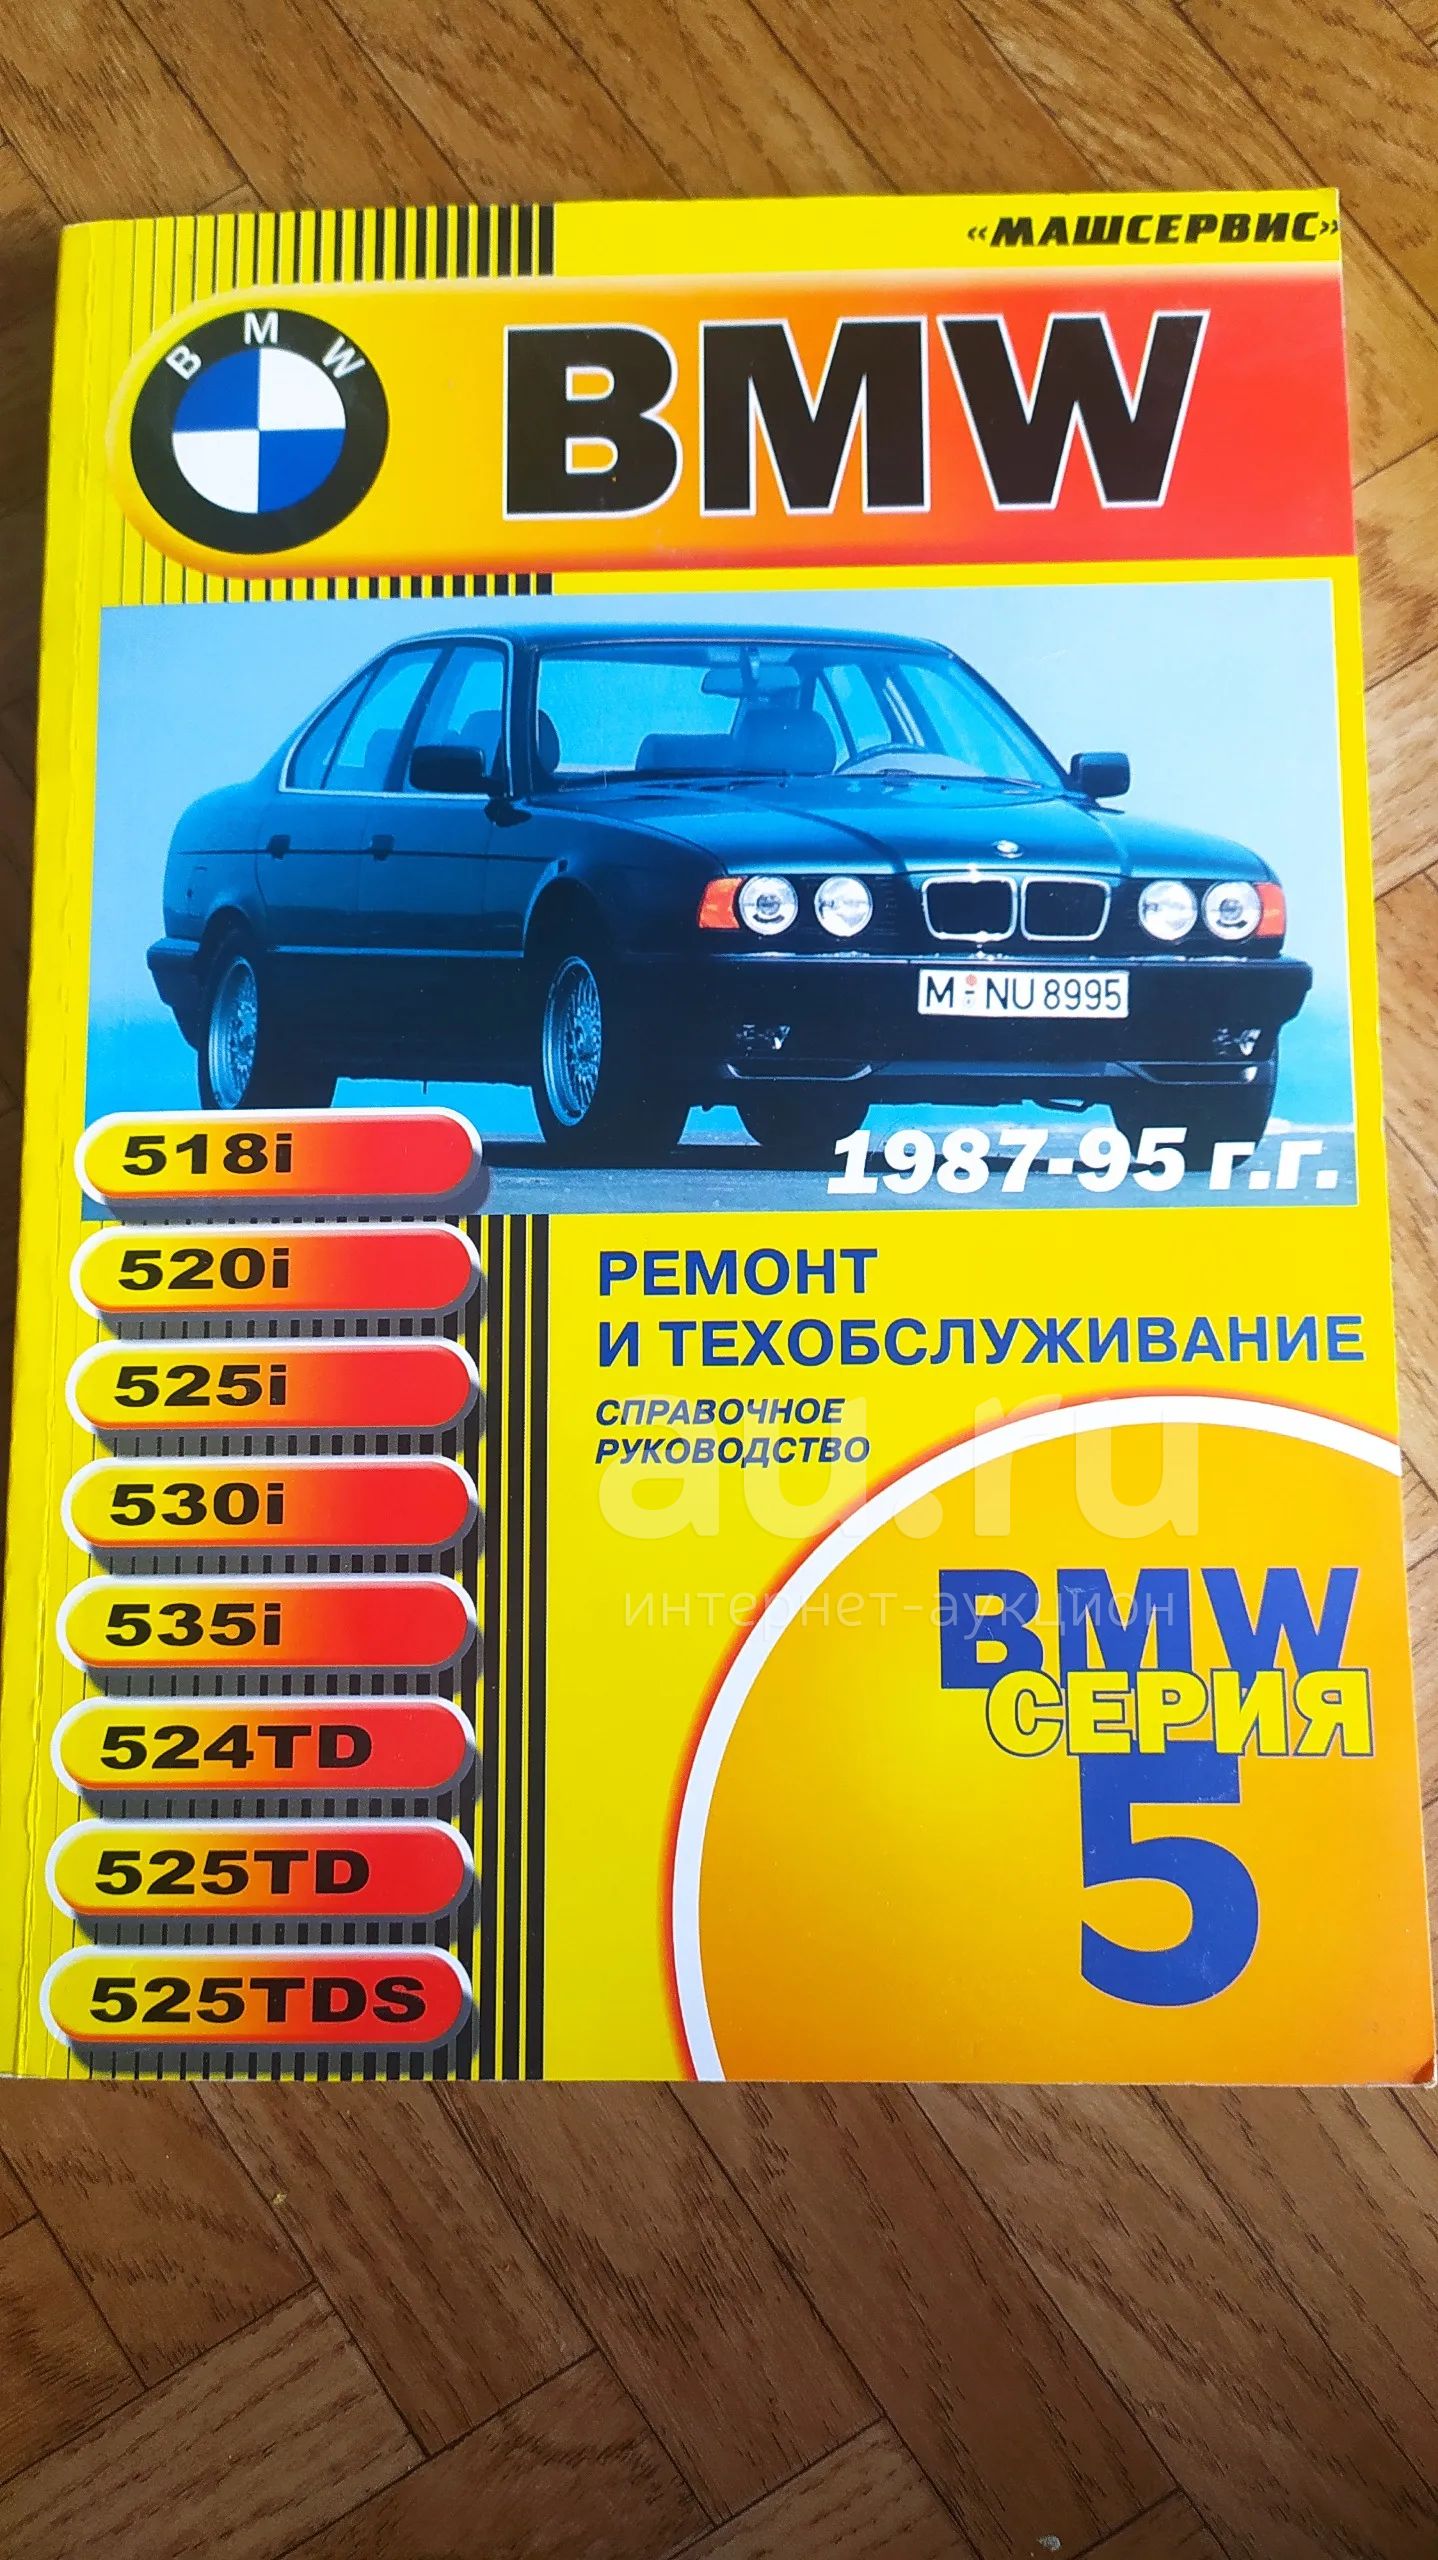 «МАШСЕРВИС»
BMW
BMW
M-NU 8995
1987-95 г.г.
518i
520i
525i
530i
535i
524TD
525TD
525TDS
РЕМОНТ
И ТЕХОБСЛУЖИВАНИЕ
СПРАВОЧНОЕ
РУКОВОДСТВО
au.ru
интернет-аукцион
BMW
СЕРИЯ
5